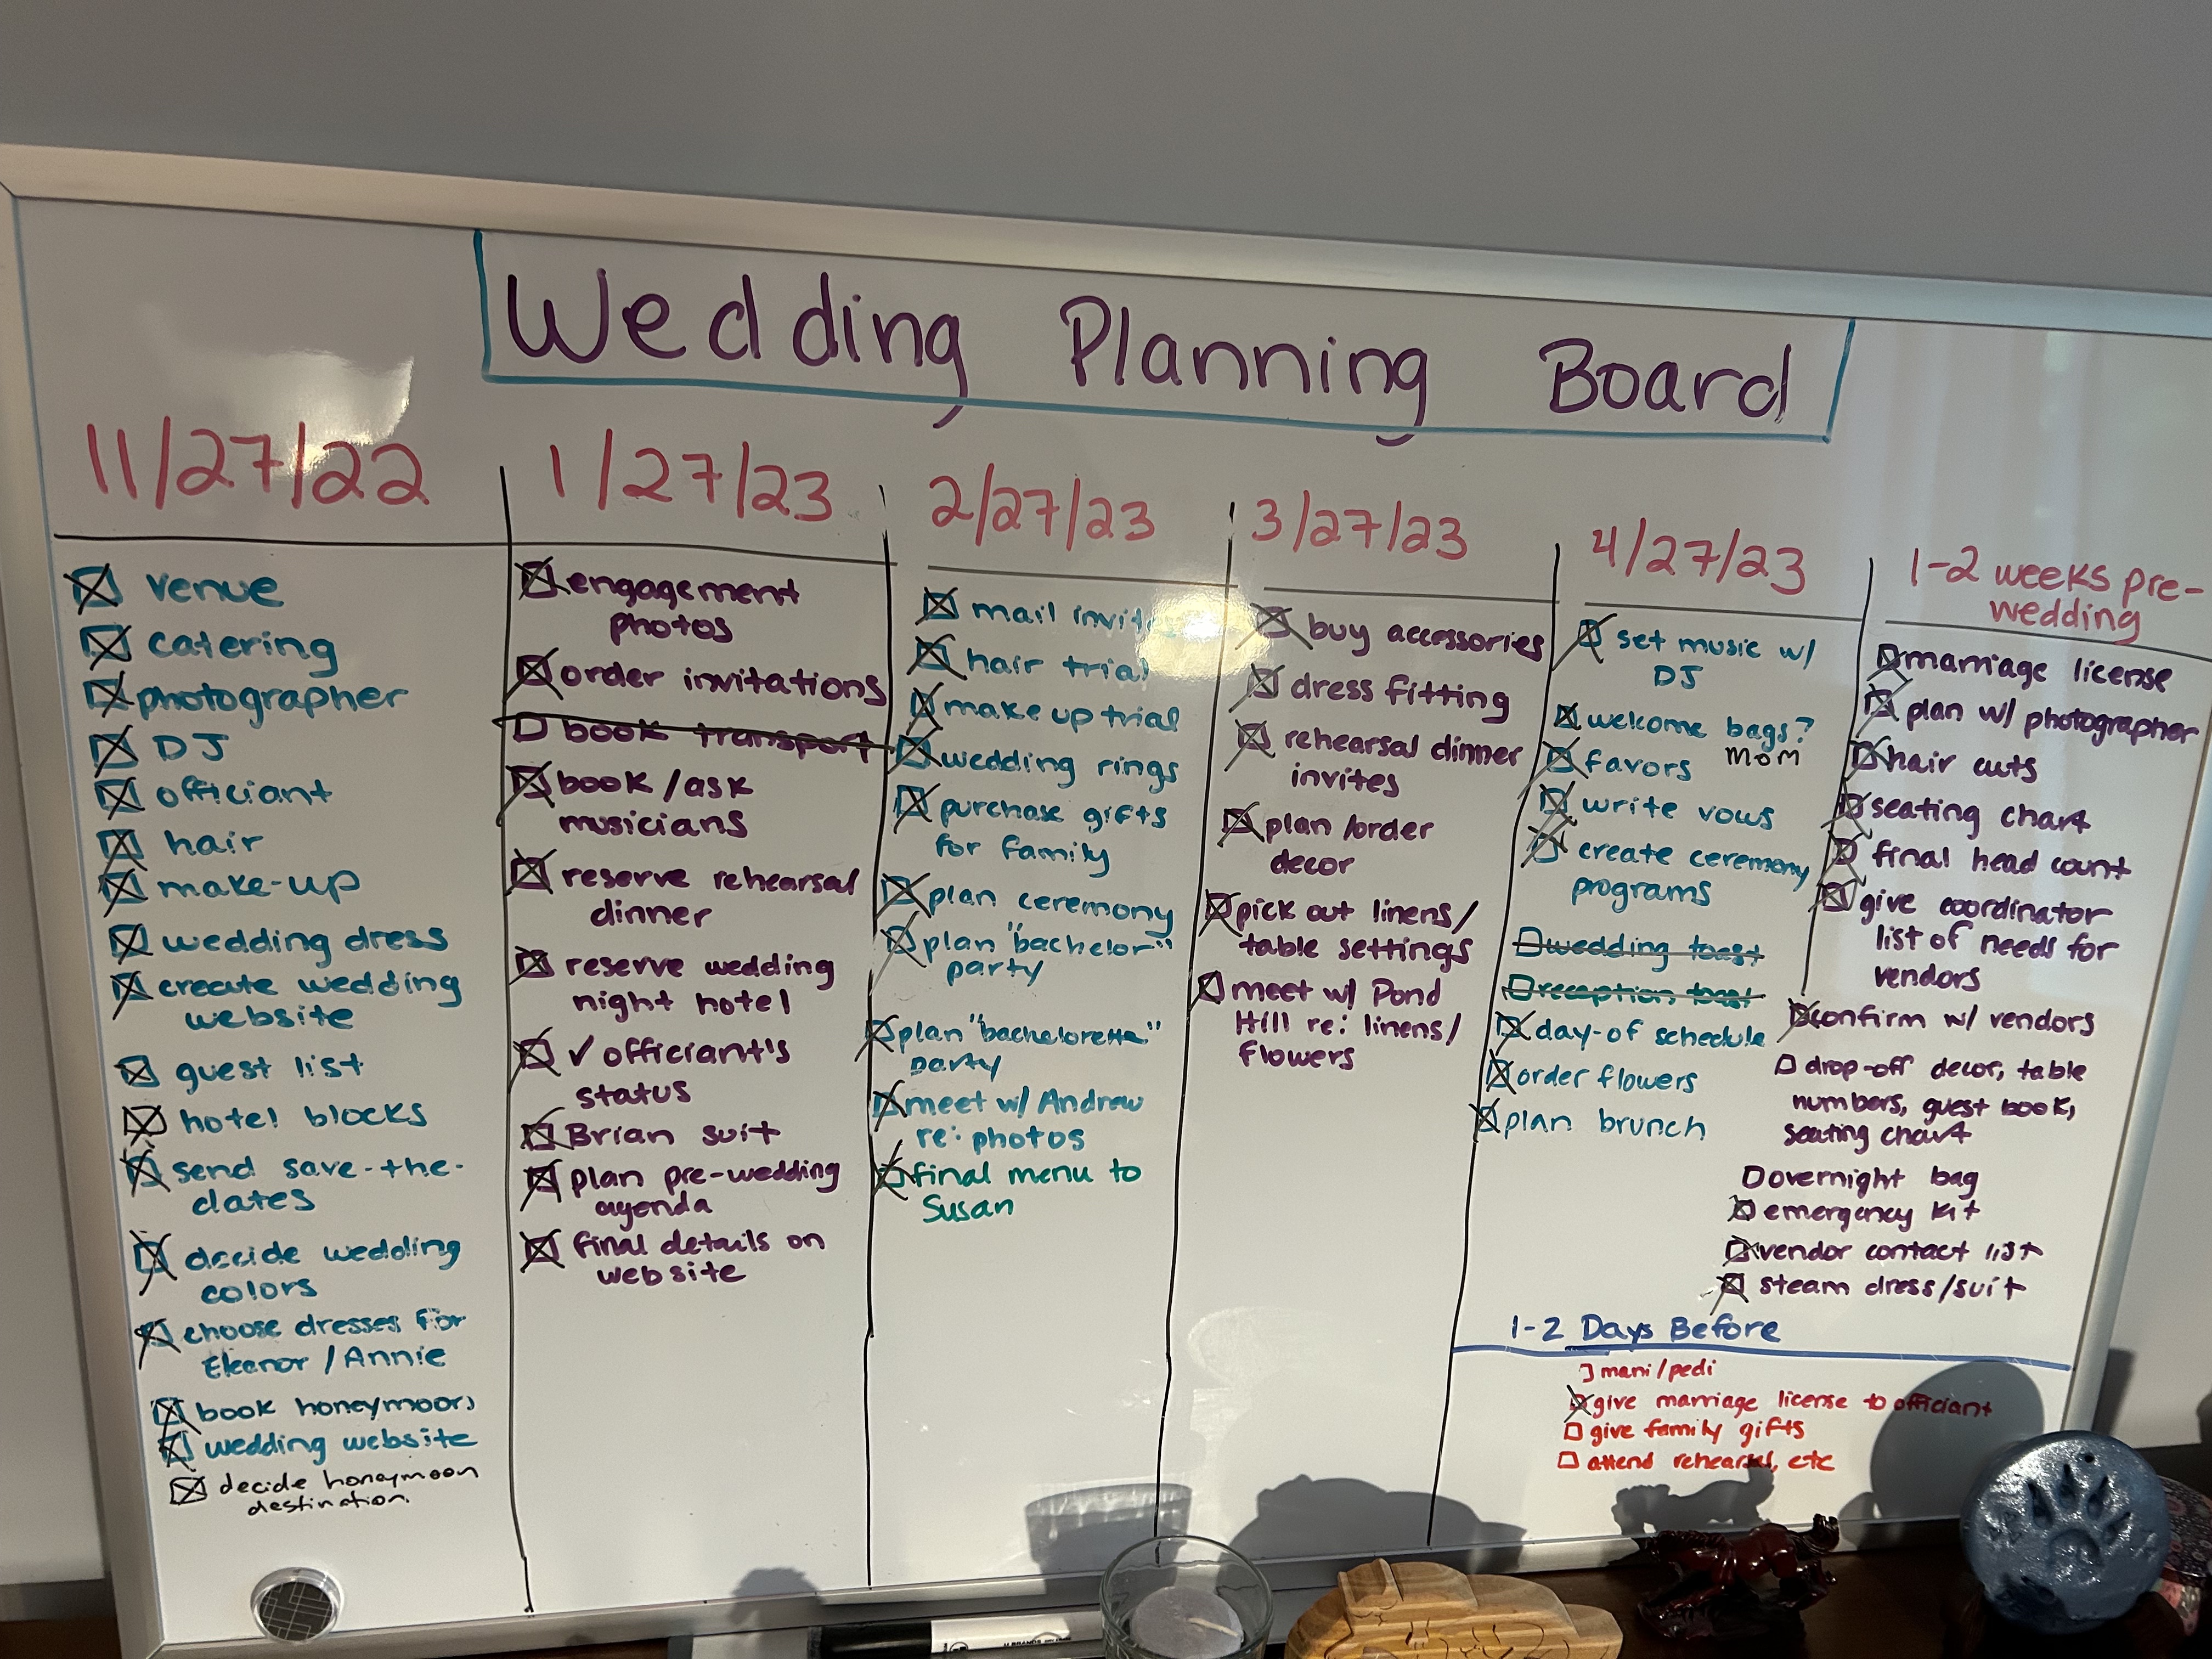 Wedding Planning Board
11/27/22
venue
catering
photographer
DJ
officiant
hair
make-up
wedding dress
create wedding
website
guest list
hotel blocks
send save-the-
dates
decide wedding
colors
choose dresses for
Eleanor/Annie
book honeymoon
wedding website
decide honeymoon
destination
1/27/23
engagement
photos
order invitations
book transport
book/ask
musicians
reserve rehearsal
dinner
reserve wedding
night hotel
✓ officiant's
status
Brian suit
plan pre-wedding
agenda
final details on
website
2/27/23
mail
hair trial
make up trial
wedding rings
purchase gifts
for family
plan ceremony
plan "bachelor"
party
plan "bachelorette"
party
meet w/ Andrew
re: photos
final menu to
Susan
3/27/23
buy accessories
dress fitting
rehearsal dinner
invites
plan/order
decor
pick out linens/
table settings
meet w/ Pond
Hill re: linens/
flowers
4/27/23
set music w/
DJ
welcome bags?
favors mom
write vows
create ceremony
programs
wedding toast
reception toast
day-of schedule
order flowers
plan brunch
1-2 weeks pre-
wedding
marriage license
plan w/ photographer
hair cuts
seating chart
final head count
give coordinator
list of needs for
vendors
confirm w/ vendors
drop-off decor, table
numbers, guest book,
seating chart
overnight bag
emergency kit
vendor contact list
steam dress/suit
1-2 Days Before
mani/pedi
give marriage license to officiant
give family gifts
attend rehearsal, etc